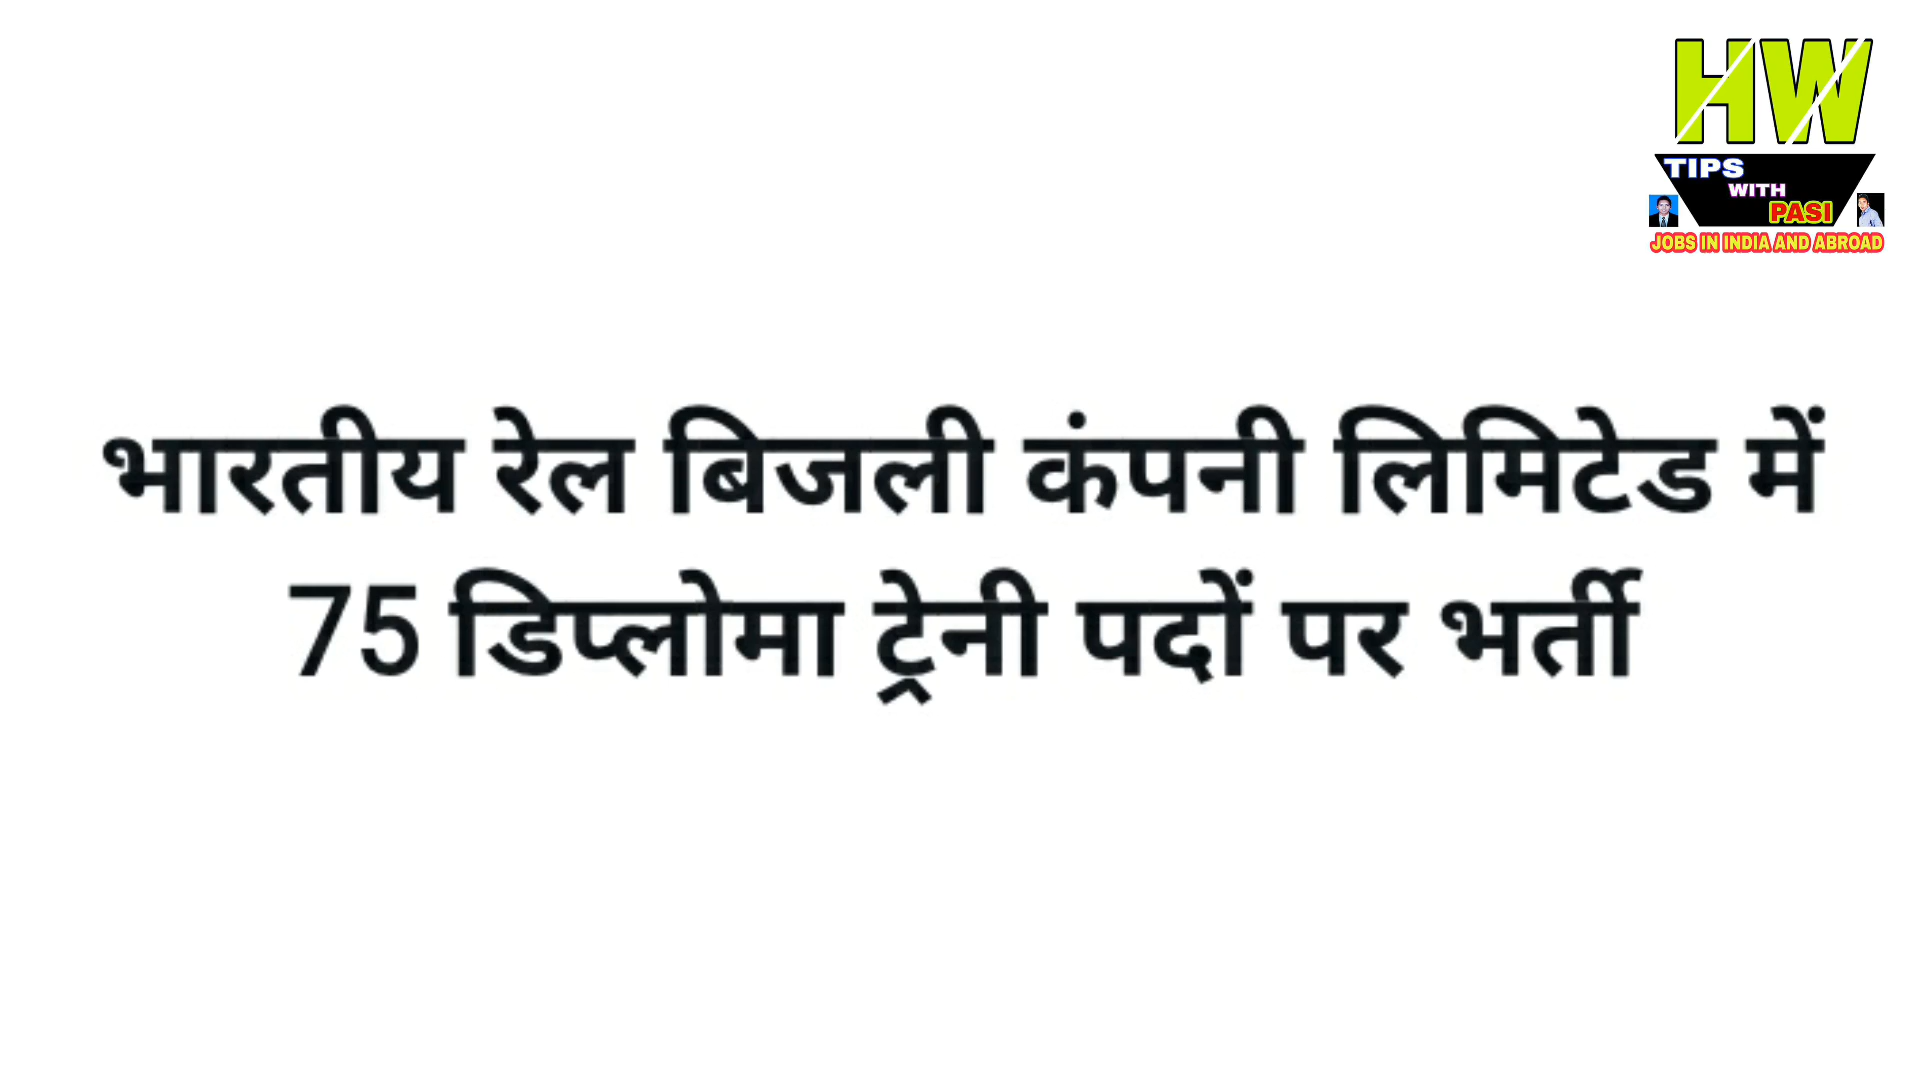 HW
TIPS
WITH
PASI
JOBS IN INDIA AND ABROAD
भारतीय रेल बिजली कंपनी लिमिटेड में
75 डिप्लोमा ट्रेनी पदों पर भर्ती